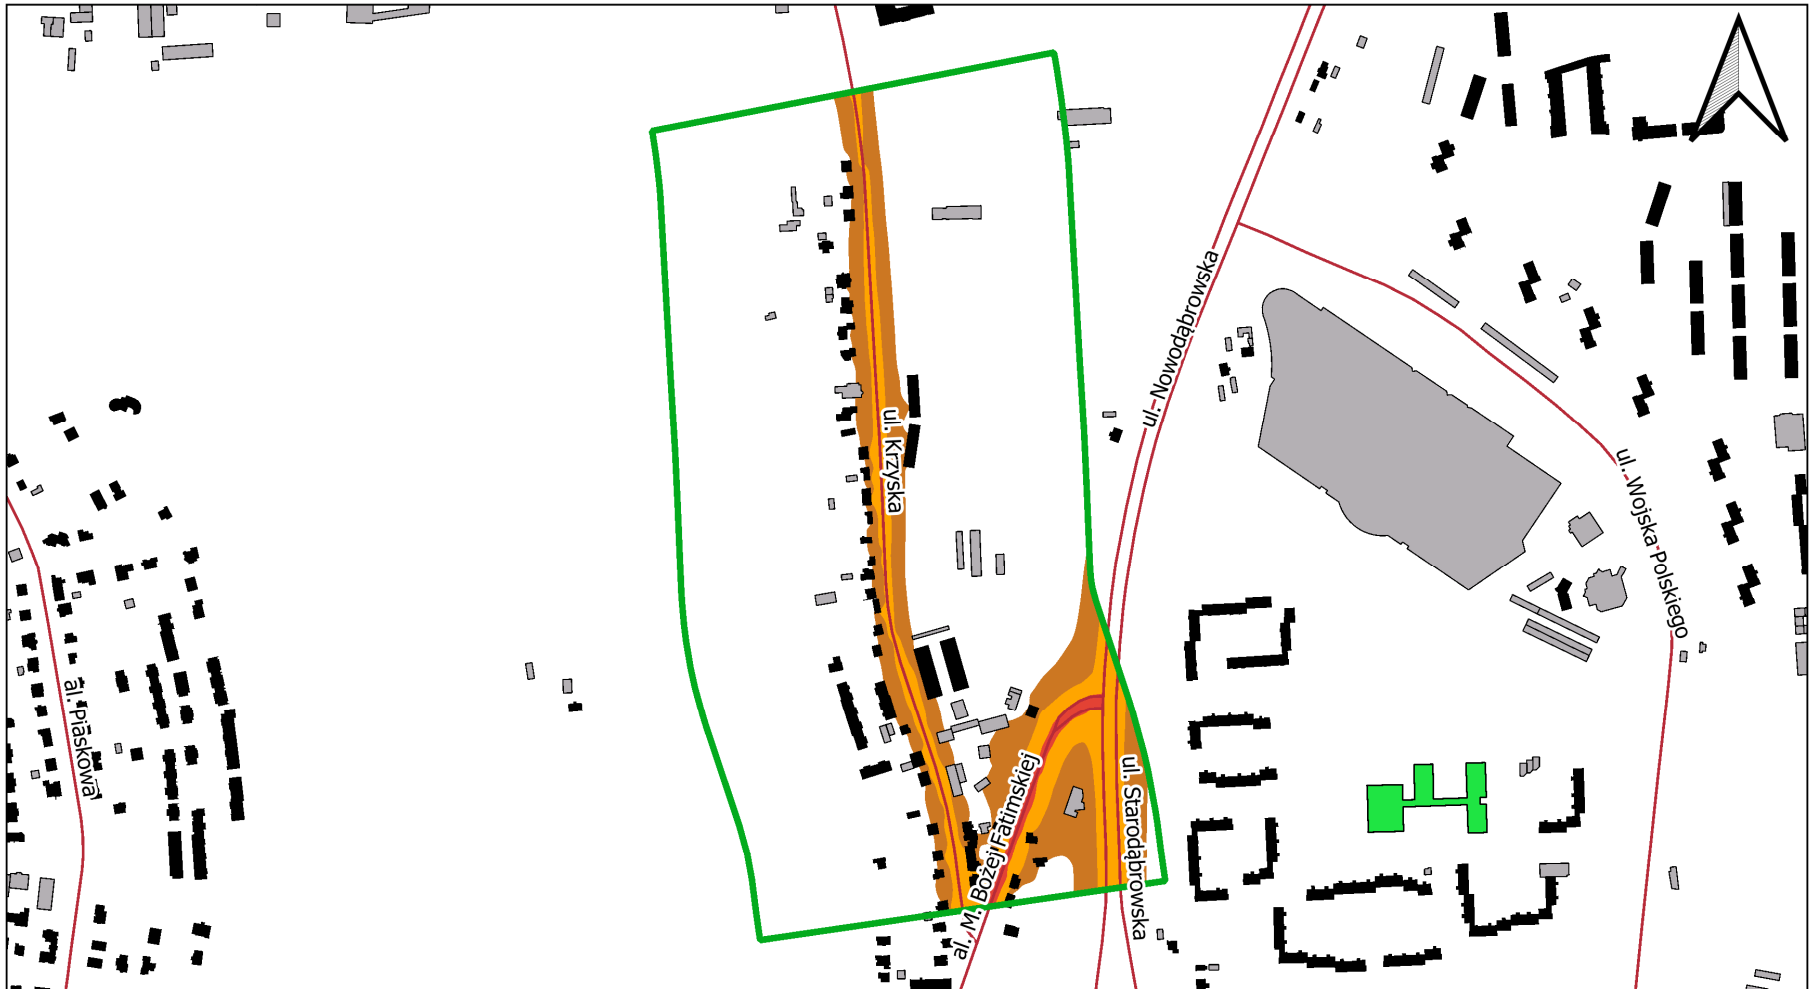 ul. Nowodąbrowska
ul. Krzyska
ul. Wojska Polskiego
al. Piaskowa
al. M. Bożej Fatimskiej
ul. Starodąbrowska